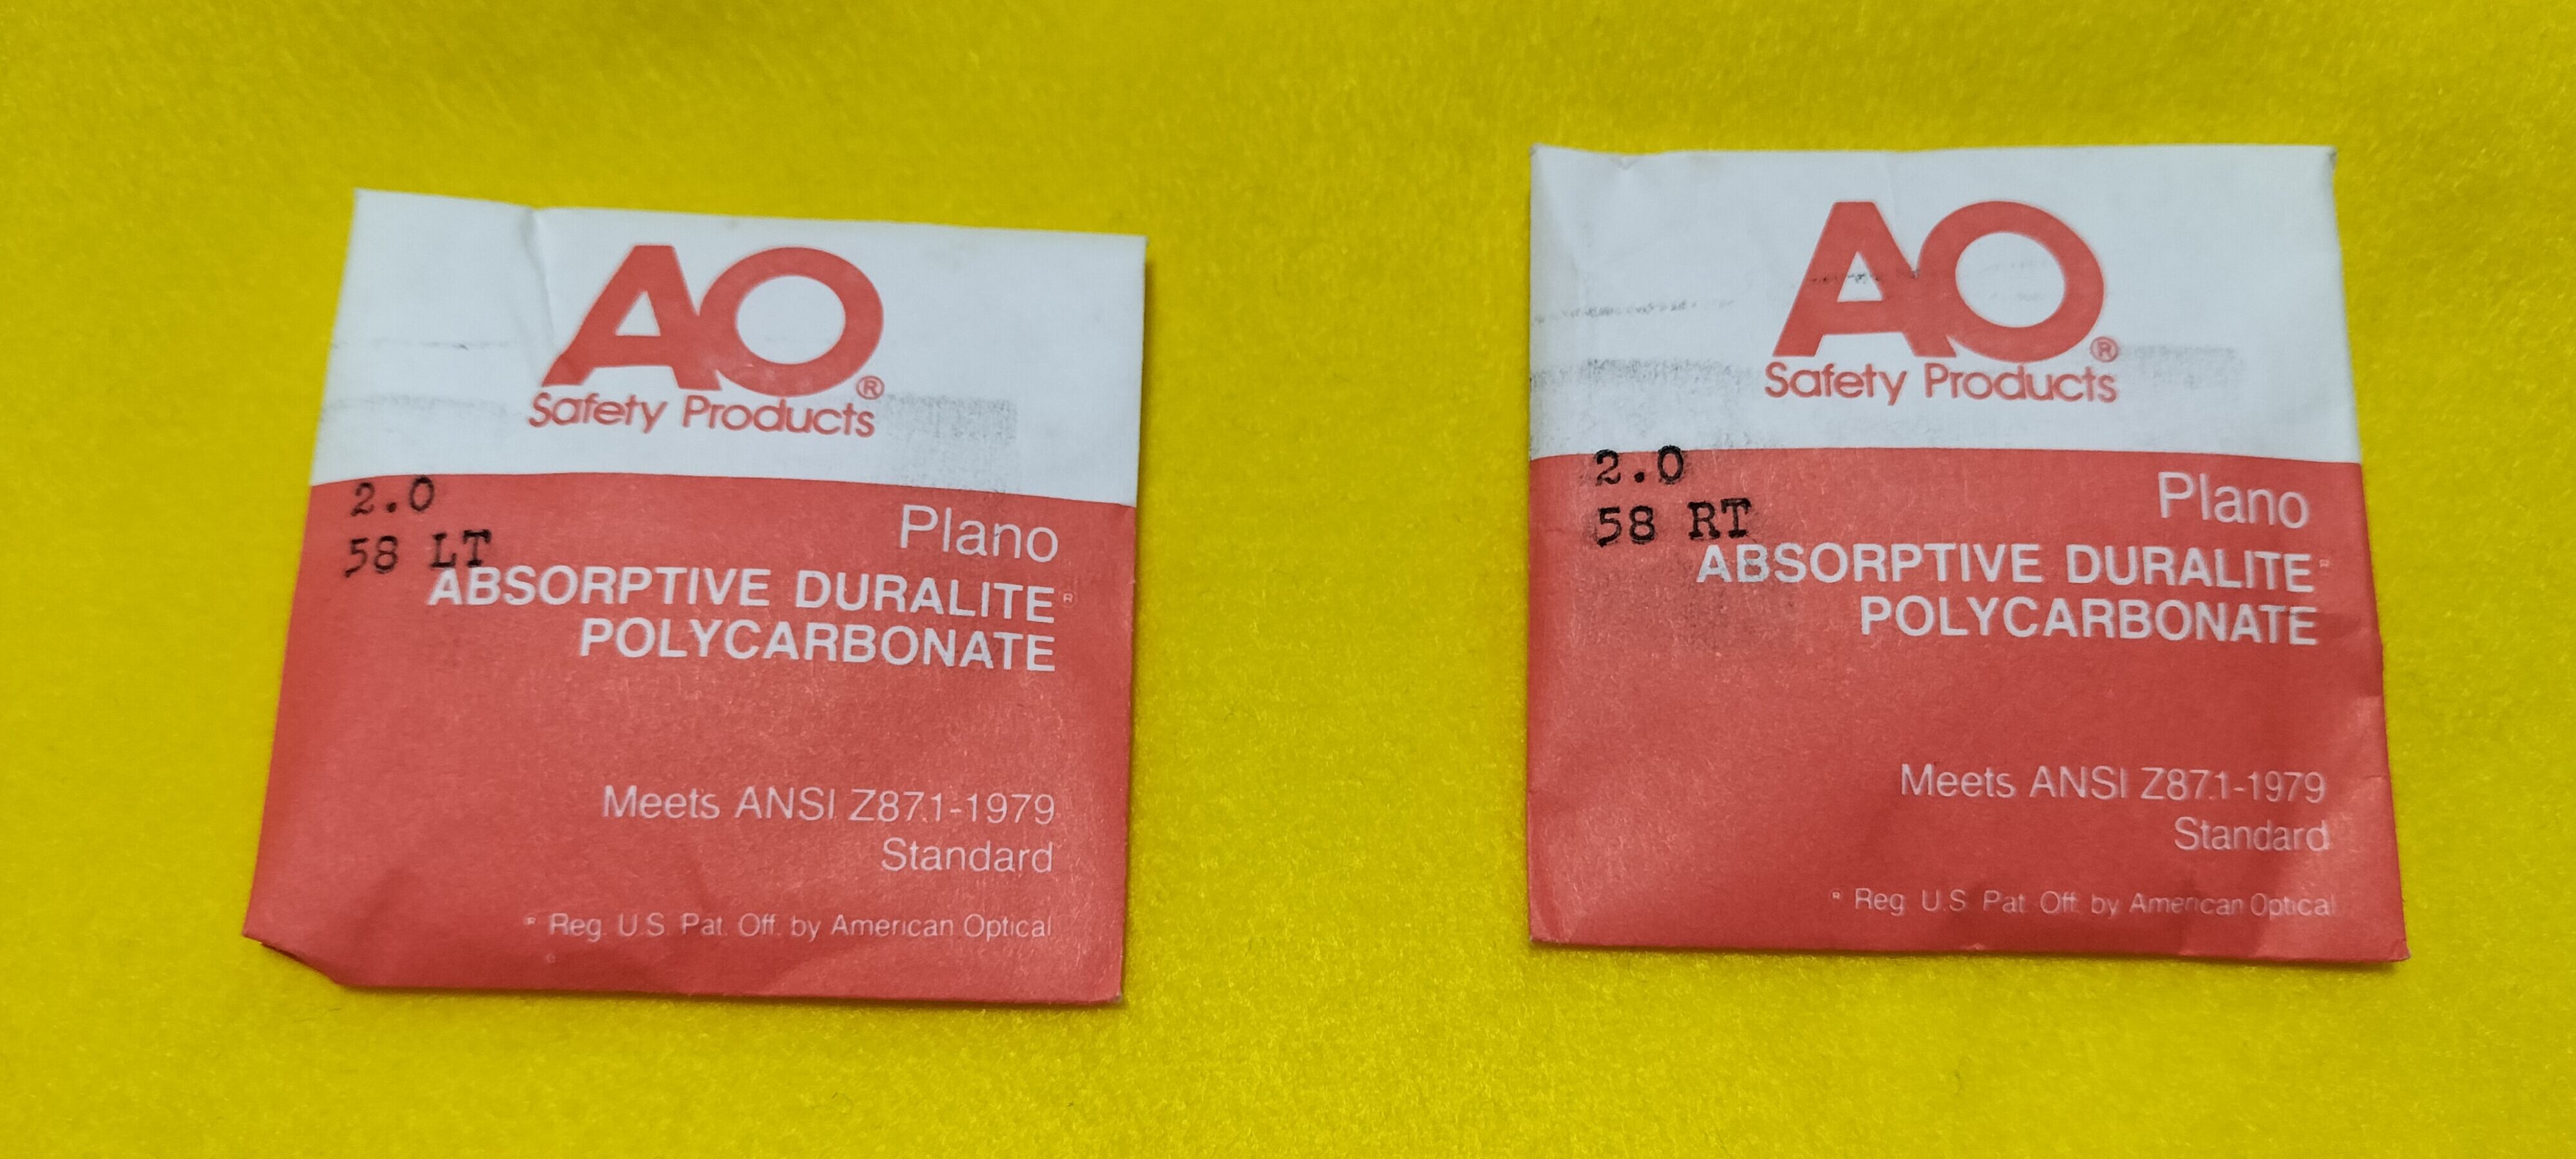 AO®
Safety Products
2.0
58 LT
Plano
ABSORPTIVE DURALITE®
POLYCARBONATE
Meets ANSI Z87.1-1979
Standard
® Reg. U.S. Pat. Off. by American Optical
AO®
Safety Products
2.0
58 RT
Plano
ABSORPTIVE DURALITE®
POLYCARBONATE
Meets ANSI Z87.1-1979
Standard
® Reg. U.S. Pat. Off. by American Optical